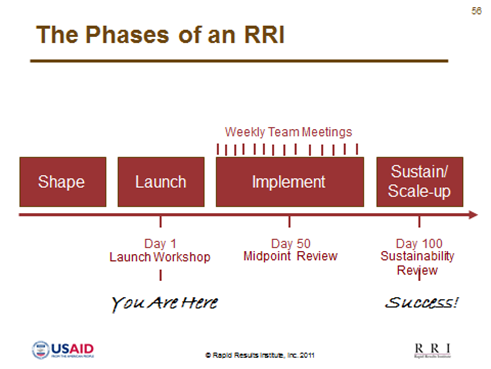 56
The Phases of an RRI
Weekly Team Meetings
Shape
Launch
Implement
Sustain/
Scale-up
Day 1
Launch Workshop
Day 50
Midpoint Review
Day 100
Sustainability
Review
You Are Here
Success!
USAID
FROM THE AMERICAN PEOPLE
© Rapid Results Institute, Inc. 2011
R R I
Rapid Results Institute